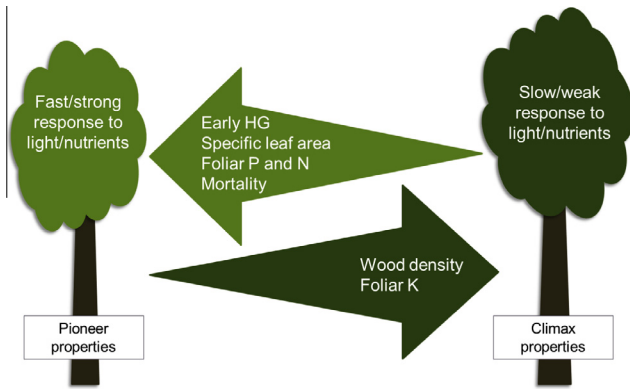 Fast/strong
response to
light/nutrients
Early HG
Specific leaf area
Foliar P and N
Mortality
Slow/weak
response to
light/nutrients
Wood density
Foliar K
Pioneer
properties
Climax
properties